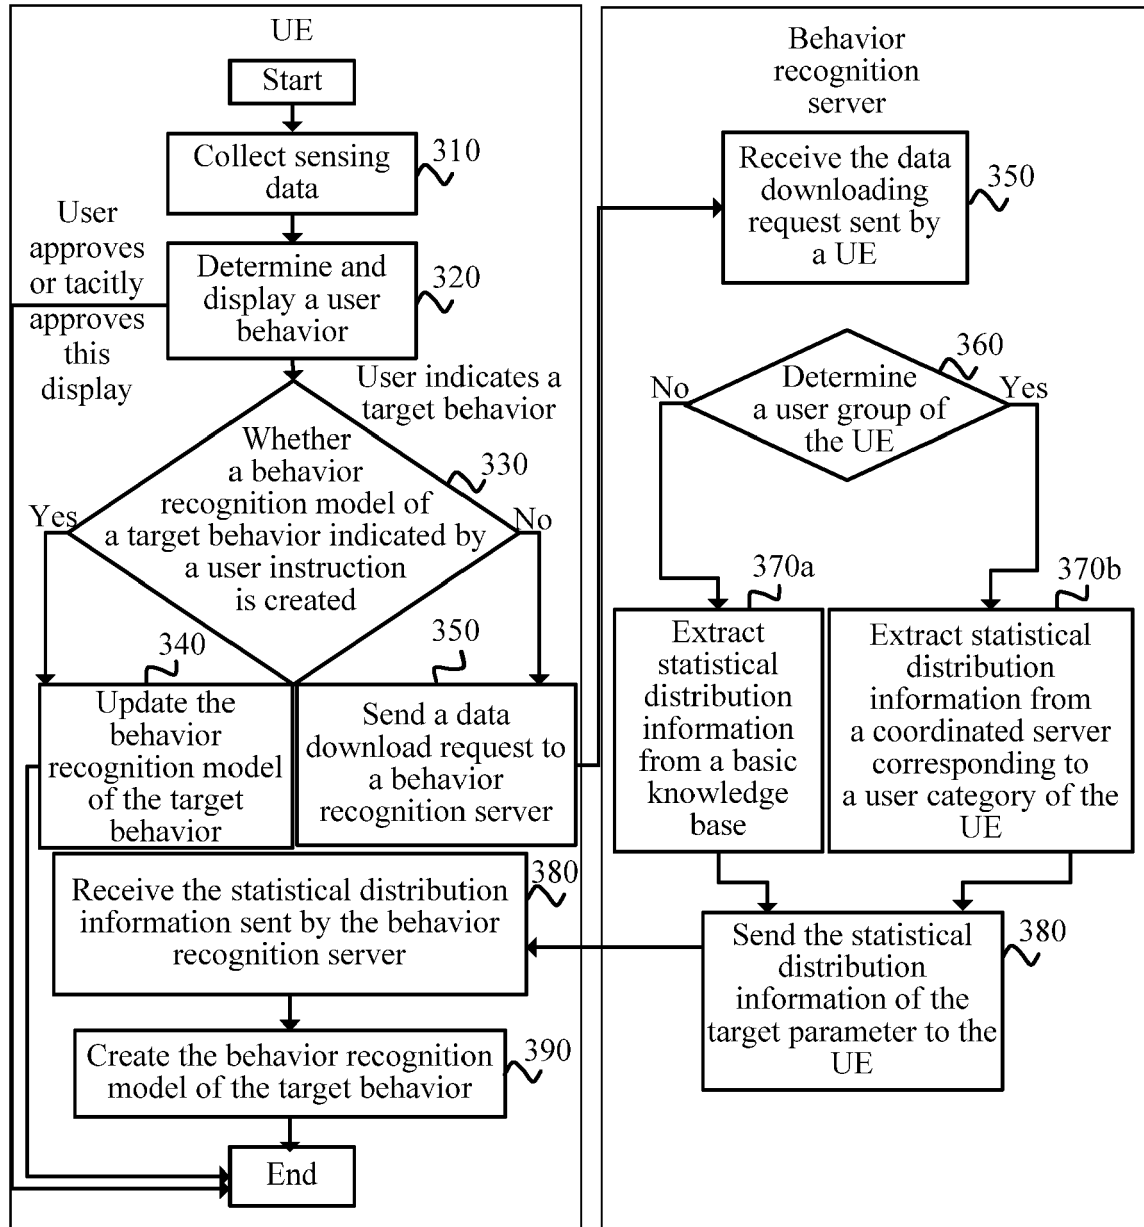 UE
Start
Collect sensing
data
310
User
approves
or tacitly
approves
this
display
Determine and
display a user
behavior
320
User indicates a
target behavior
Whether
a behavior
recognition model of
a target behavior indicated by
a user instruction
is created
330
Yes
No
340
Update the
behavior
recognition model
of the target
behavior
350
Send a data
download request to
a behavior
recognition server
Receive the statistical distribution
information sent by the behavior
recognition server
380
Create the behavior recognition
model of the target behavior
390
End
Behavior
recognition
server
Receive the data
downloading
request sent by
a UE
350
Determine
a user group of
the UE
360
No
Yes
370a
Extract
statistical
distribution
information
from a basic
knowledge
base
370b
Extract statistical
distribution
information from
a coordinated server
corresponding to
a user category of the
UE
Send the statistical
distribution
information of the
target parameter to the
UE
380